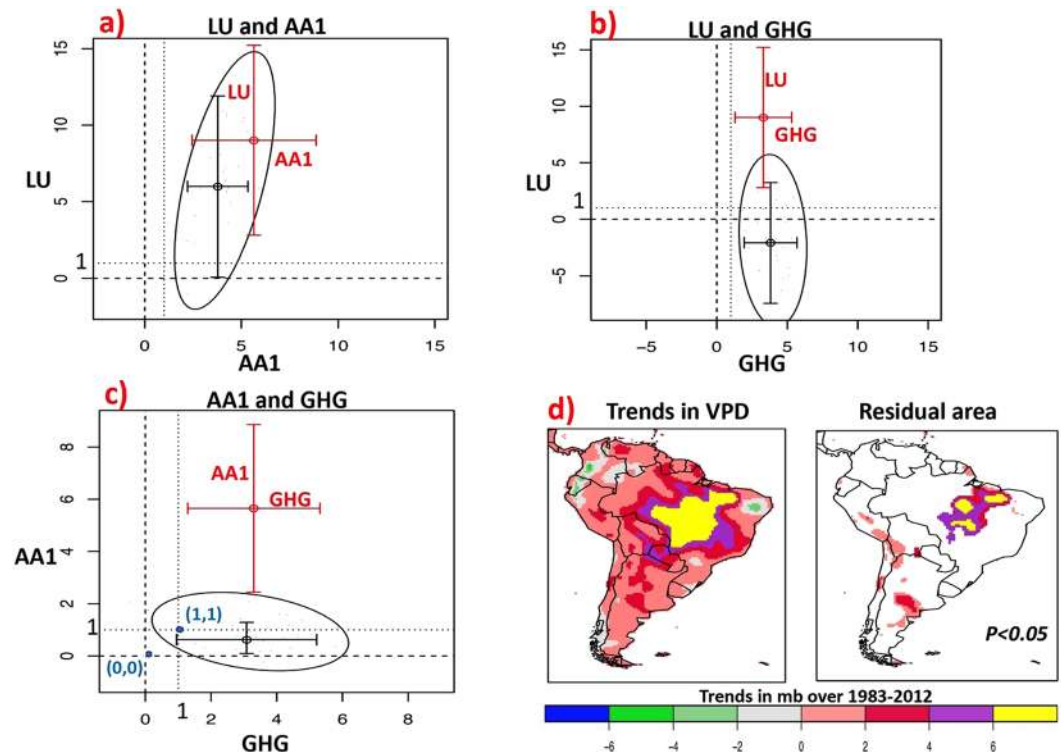 a)
LU and AA1
15
10
5
0
1
LU
LU
AA1
0
5
10
15
AA1
b)
LU and GHG
15
10
5
0
−5
1
LU
LU
GHG
−5
0
5
10
15
GHG
c)
AA1 and GHG
8
6
4
2
0
1
AA1
AA1
GHG
(1,1)
(0,0)
0
2
4
6
8
1
GHG
d)
Trends in VPD
Residual area
P<0.05
Trends in mb over 1983-2012
−6
−4
−2
0
2
4
6